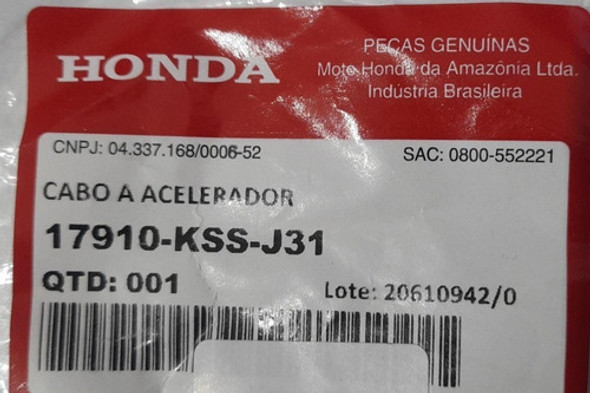 HONDA
PEÇAS GENUÍNAS
Moto Honda da Amazônia Ltda.
Indústria Brasileira
CNPJ: 04.337.168/0006-52
SAC: 0800-552221
CABO A ACELERADOR
17910-KSS-J31
QTD: 001
Lote: 20610942/0